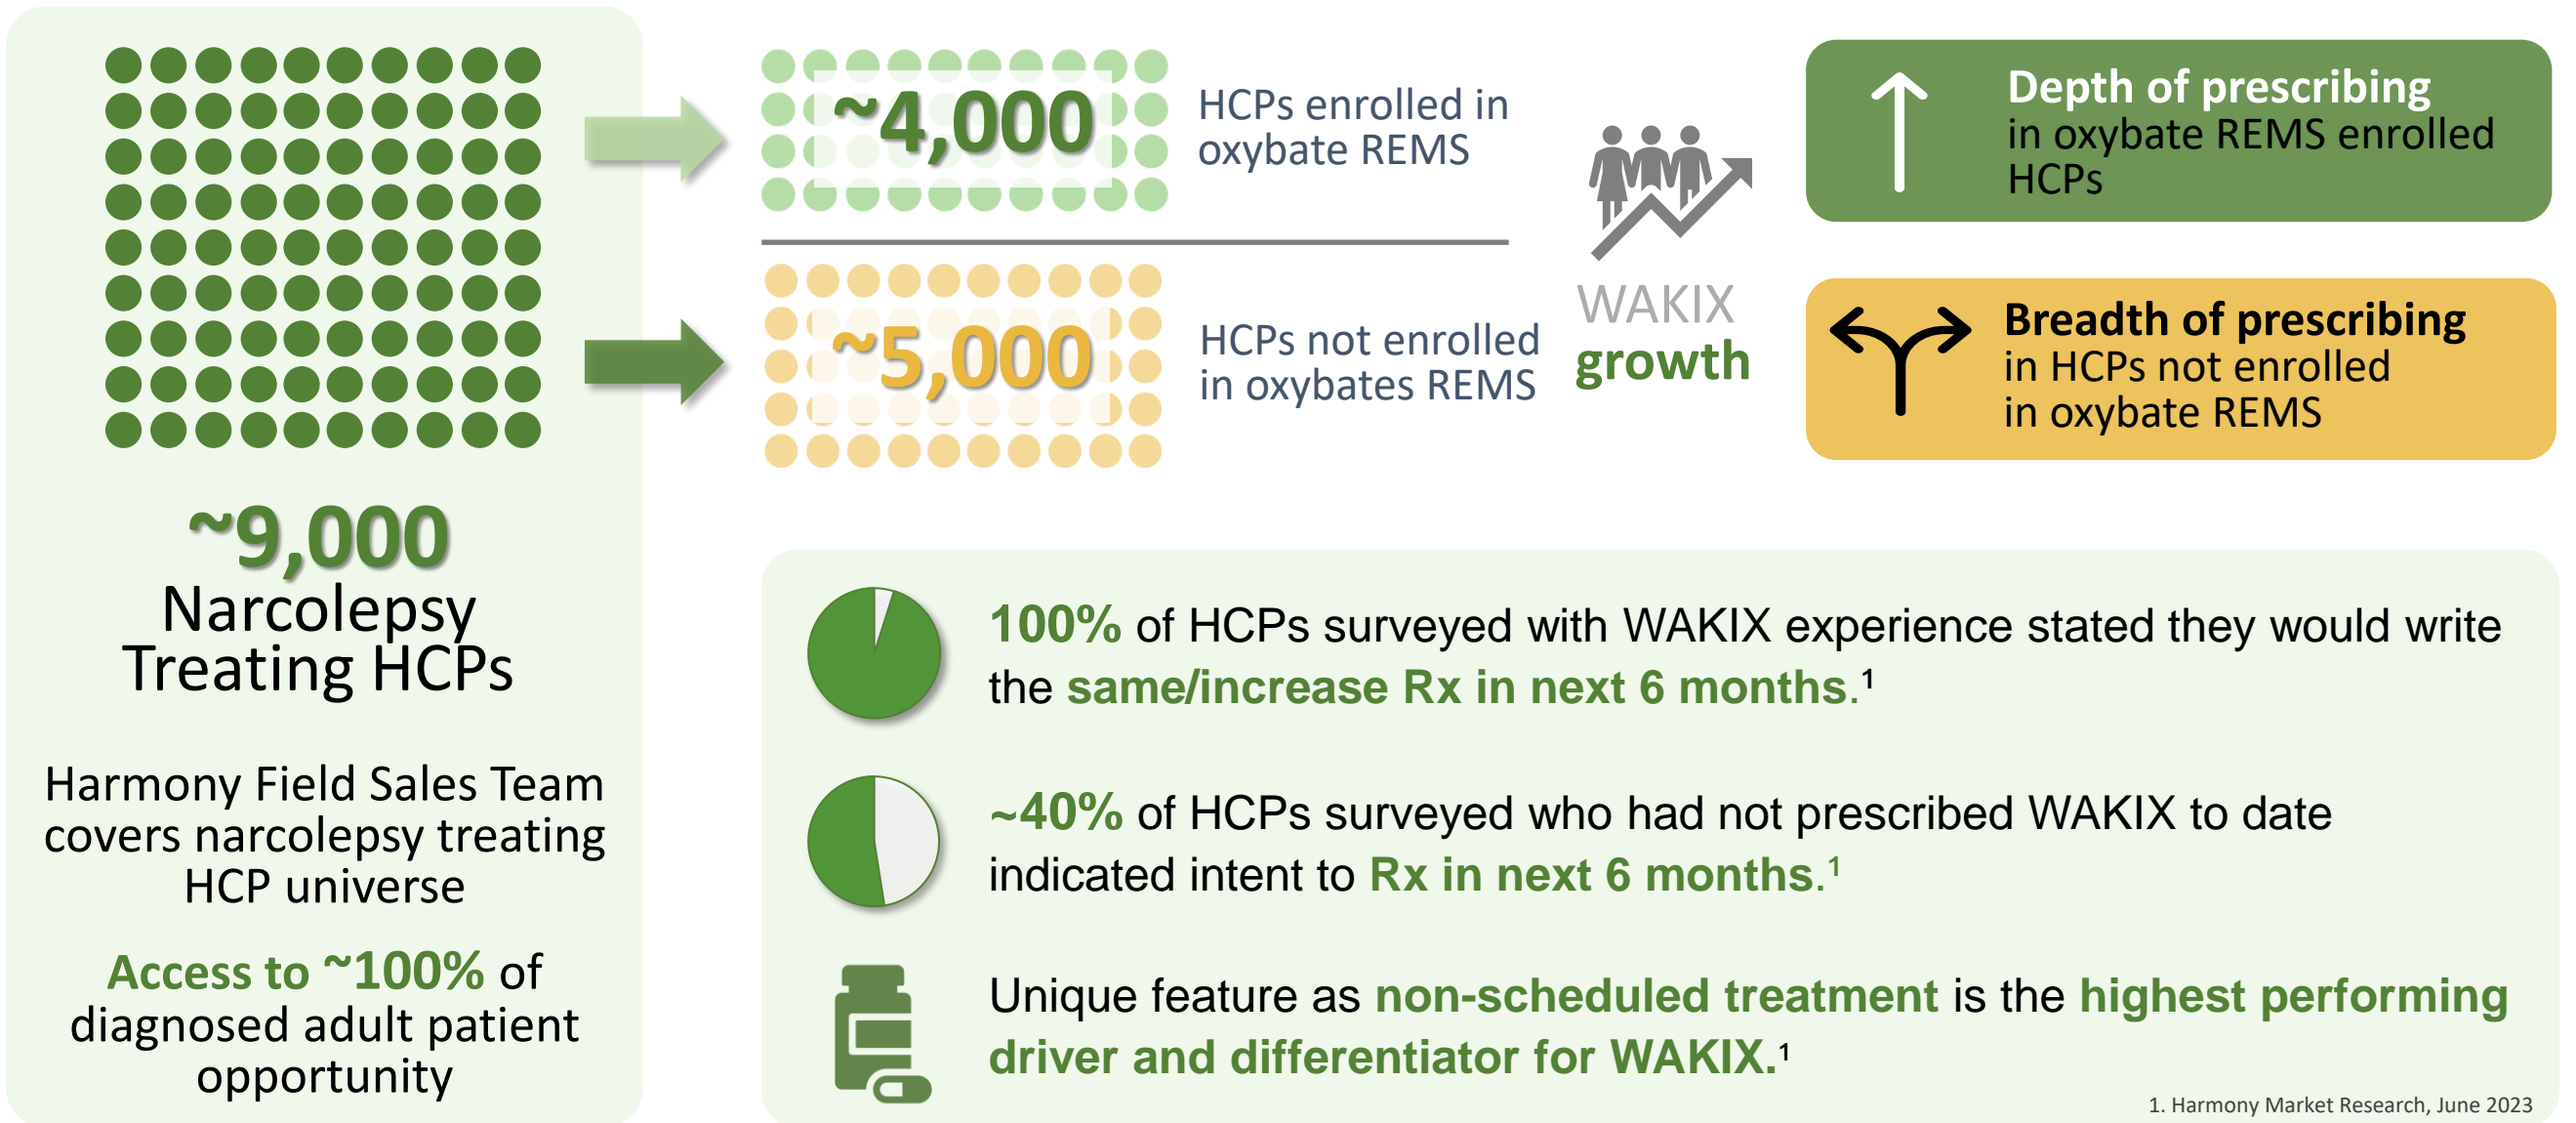 ~9,000
Narcolepsy
Treating HCPs
Harmony Field Sales Team
covers narcolepsy treating
HCP universe
Access to ~100% of
diagnosed adult patient
opportunity
~4,000
HCPs enrolled in
oxybate REMS
~5,000
HCPs not enrolled
in oxybates REMS
WAKIX
growth
Depth of prescribing
in oxybate REMS enrolled
HCPs
Breadth of prescribing
in HCPs not enrolled
in oxybate REMS
100% of HCPs surveyed with WAKIX experience stated they would write
the same/increase Rx in next 6 months.¹
~40% of HCPs surveyed who had not prescribed WAKIX to date
indicated intent to Rx in next 6 months.¹
Unique feature as non-scheduled treatment is the highest performing
driver and differentiator for WAKIX.¹
1. Harmony Market Research, June 2023